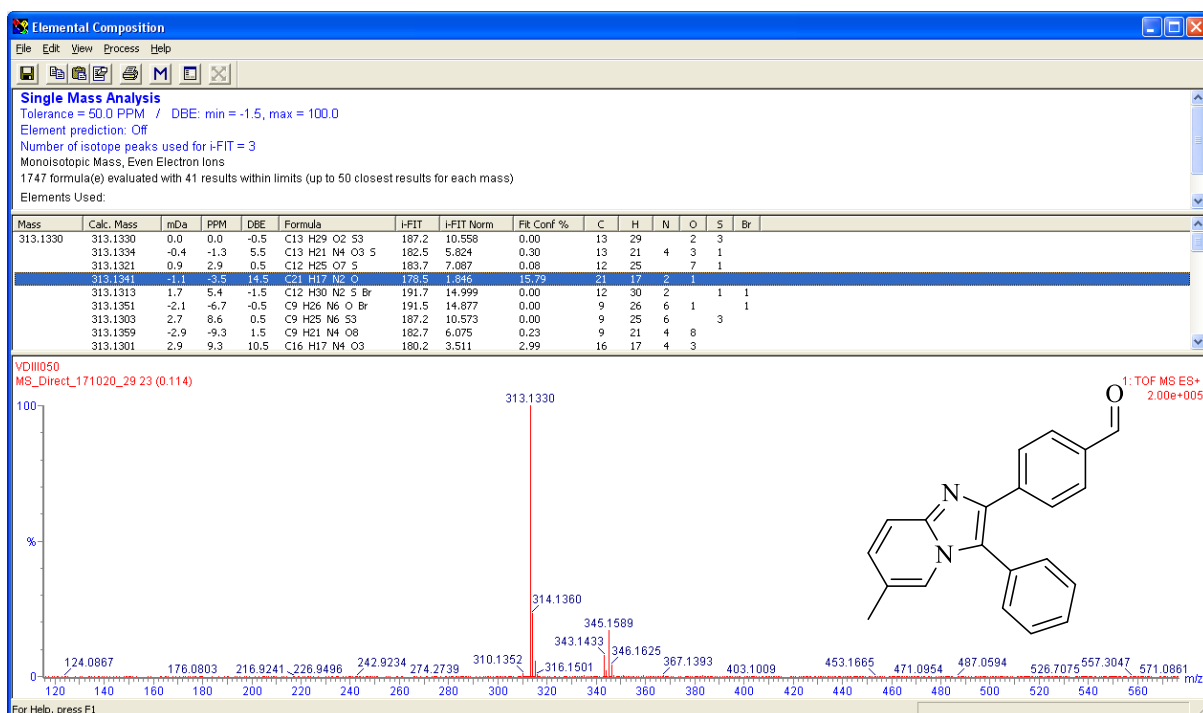 Elemental Composition
File Edit View Process Help
Single Mass Analysis
Tolerance = 50.0 PPM / DBE: min = -1.5, max = 100.0
Element prediction: Off
Number of isotope peaks used for i-FIT = 3
Monoisotopic Mass, Even Electron Ions
1747 formula(e) evaluated with 41 results within limits (up to 50 closest results for each mass)
Elements Used:
Mass Calc. Mass mDa PPM DBE Formula i-FIT i-FIT Norm Fit Conf % C H N O S Br
313.1330 313.1330 0.0 0.0 -0.5 C13 H29 O2 S3 187.2 10.558 0.00 13 29 2 3
313.1334 -0.4 -1.3 5.5 C13 H21 N4 O3 S 182.5 5.824 0.30 13 21 4 3 1
313.1321 0.9 2.9 0.5 C12 H25 O7 S 183.7 7.087 0.08 12 25 7 1
313.1341 -1.1 -3.5 14.5 C21 H17 N2 O 178.5 1.846 15.79 21 17 2 1
313.1313 1.7 5.4 -1.5 C12 H30 N2 S Br 191.7 14.999 0.00 12 30 2 1 1
313.1351 -2.1 -6.7 -0.5 C9 H26 N6 O Br 191.5 14.877 0.00 9 26 6 1 1
313.1303 2.7 8.6 0.5 C9 H25 N6 S3 187.2 10.573 0.00 9 25 6 3
313.1359 -2.9 -9.3 1.5 C9 H21 N4 O8 182.7 6.075 0.23 9 21 4 8
313.1301 2.9 9.3 10.5 C16 H17 N4 O3 180.2 3.511 2.99 16 17 4 3
VDIII050
MS_Direct_171020_29 23 (0.114)
1: TOF MS ES+
2.00e+005
100
313.1330
O
N
N
%
314.1360
345.1589
343.1433
346.1625
124.0867 176.0803 216.9241 226.9496 242.9234 274.2739 310.1352 316.1501 367.1393 403.1009 453.1665 471.0954 487.0594 526.7075 557.3047 571.0861
0
m/z
120 140 160 180 200 220 240 260 280 300 320 340 360 380 400 420 440 460 480 500 520 540 560
For Help, press F1